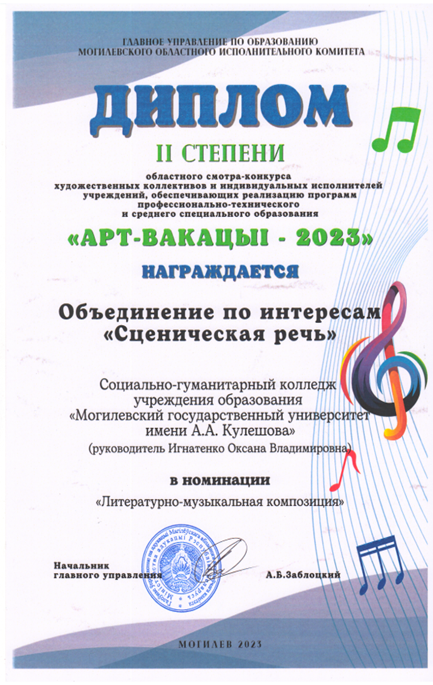 ГЛАВНОЕ УПРАВЛЕНИЕ ПО ОБРАЗОВАНИЮ
МОГИЛЕВСКОГО ОБЛАСТНОГО ИСПОЛНИТЕЛЬНОГО КОМИТЕТА
ДИПЛОМ
II СТЕПЕНИ
областного смотра-конкурса
художественных коллективов и индивидуальных исполнителей
учреждений, обеспечивающих реализацию программ
профессионально-технического
и среднего специального образования
«АРТ-ВАКАЦЫІ - 2023»
НАГРАЖДАЕТСЯ
Объединение по интересам
«Сценическая речь»
Социально-гуманитарный колледж
учреждения образования
«Могилевский государственный университет
имени А.А. Кулешова»
(руководитель Игнатенко Оксана Владимировна)
в номинации
«Литературно-музыкальная композиция»
Начальник
главного управления
А.Б.Заблоцкий
МОГИЛЕВ 2023